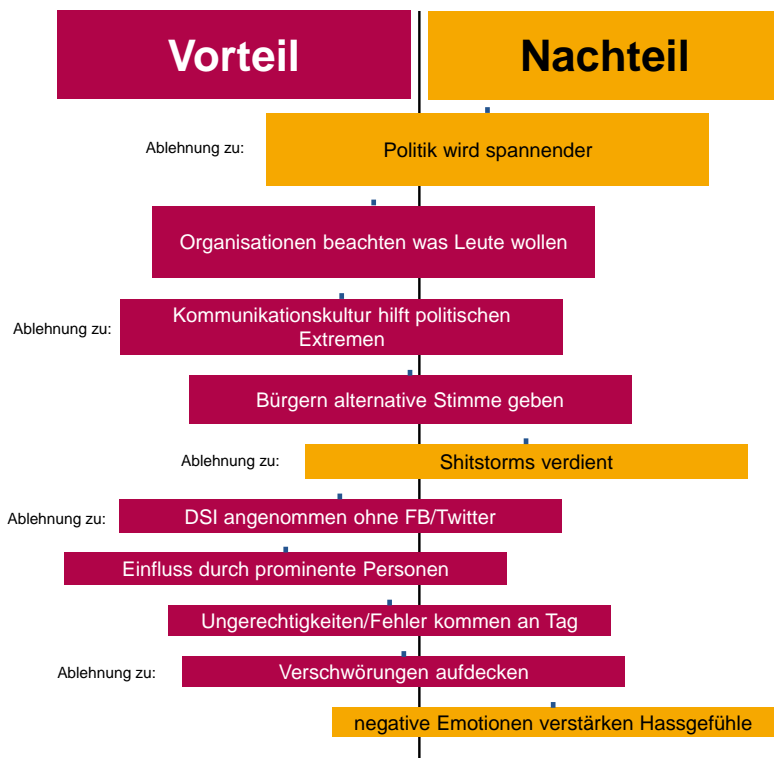 Vorteil
Nachteil
Ablehnung zu:
Politik wird spannender
Organisationen beachten was Leute wollen
Ablehnung zu:
Kommunikationskultur hilft politischen
Extremen
Bürgern alternative Stimme geben
Ablehnung zu:
Shitstorms verdient
Ablehnung zu:
DSI angenommen ohne FB/Twitter
Einfluss durch prominente Personen
Ungerechtigkeiten/Fehler kommen an Tag
Ablehnung zu:
Verschwörungen aufdecken
negative Emotionen verstärken Hassgefühle